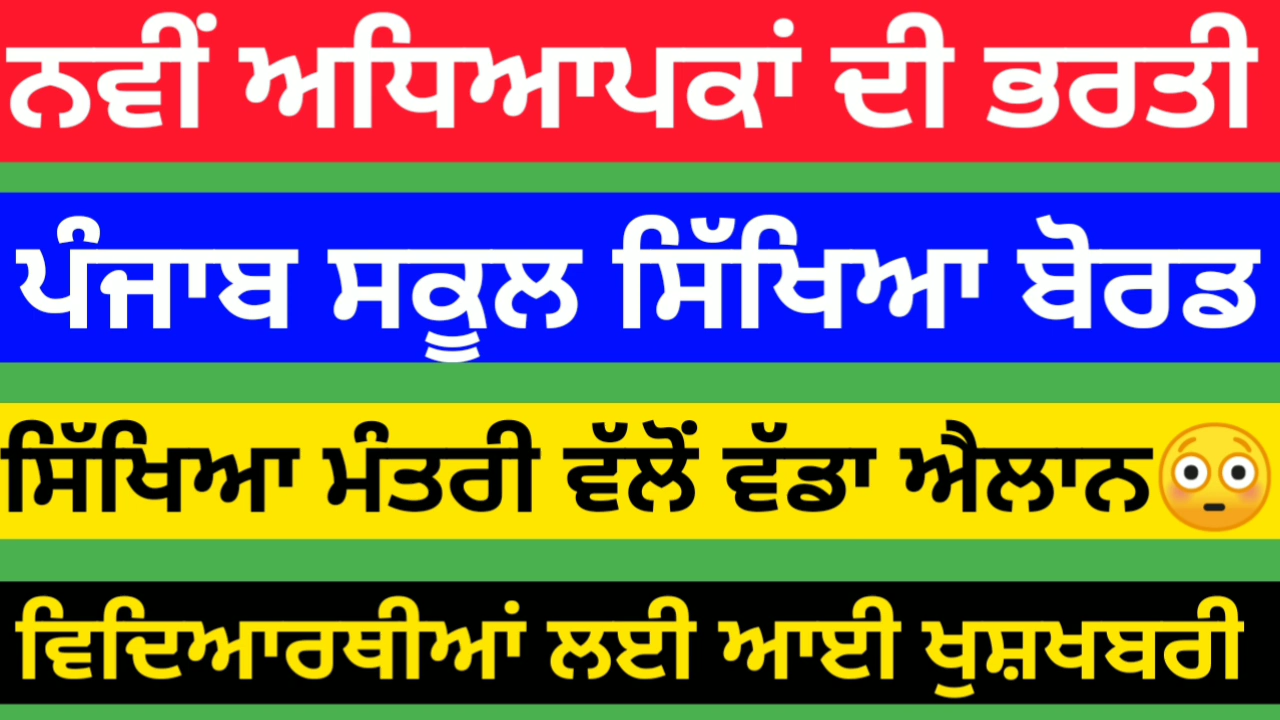 ਨਵੀਂ ਅਧਿਆਪਕਾਂ ਦੀ ਭਰਤੀ
ਪੰਜਾਬ ਸਕੂਲ ਸਿੱਖਿਆ ਬੋਰਡ
ਸਿੱਖਿਆ ਮੰਤਰੀ ਵੱਲੋਂ ਵੱਡਾ ਐਲਾਨ😳
ਵਿਦਿਆਰਥੀਆਂ ਲਈ ਆਈ ਖੁਸ਼ਖਬਰੀ